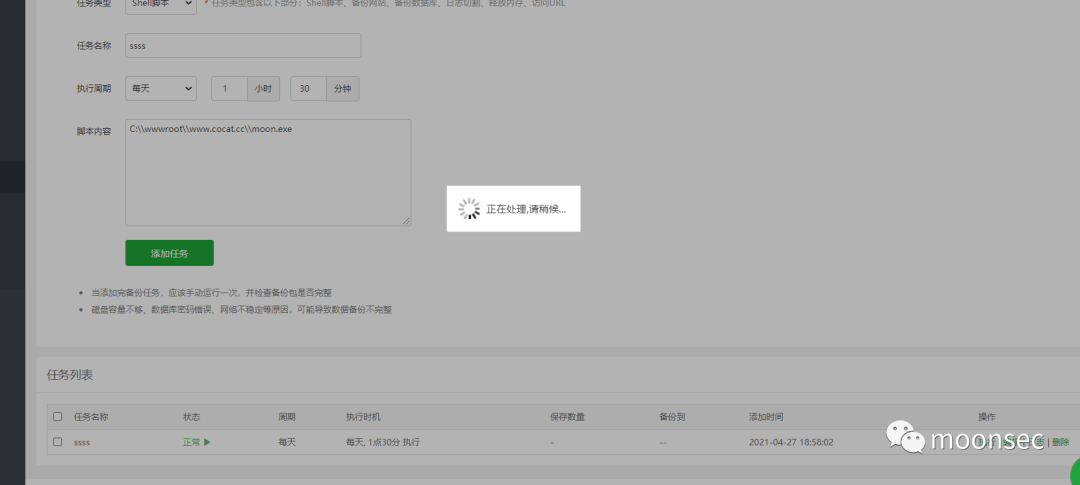 任务类型 Shell脚本 * 任务类型包含以下部分：Shell脚本、备份网站、备份数据库、日志切割、释放内存、访问URL
任务名称 ssss
执行周期 每天 1 小时 30 分钟
脚本内容 C:\\wwwroot\\www.cocat.cc\\moon.exe
正在处理,请稍候...
添加任务
当添加完备份任务，应该手动运行一次，并检查备份包是否完整
磁盘容量不够、数据库密码错误、网络不稳定等原因，可能导致数据备份不完整
任务列表
任务名称 状态 周期 执行时机 保存数量 备份到 添加时间 操作
ssss 正常 每天 每天, 1点30分 执行 - -- 2021-04-27 18:58:02 | 删除
moonsec